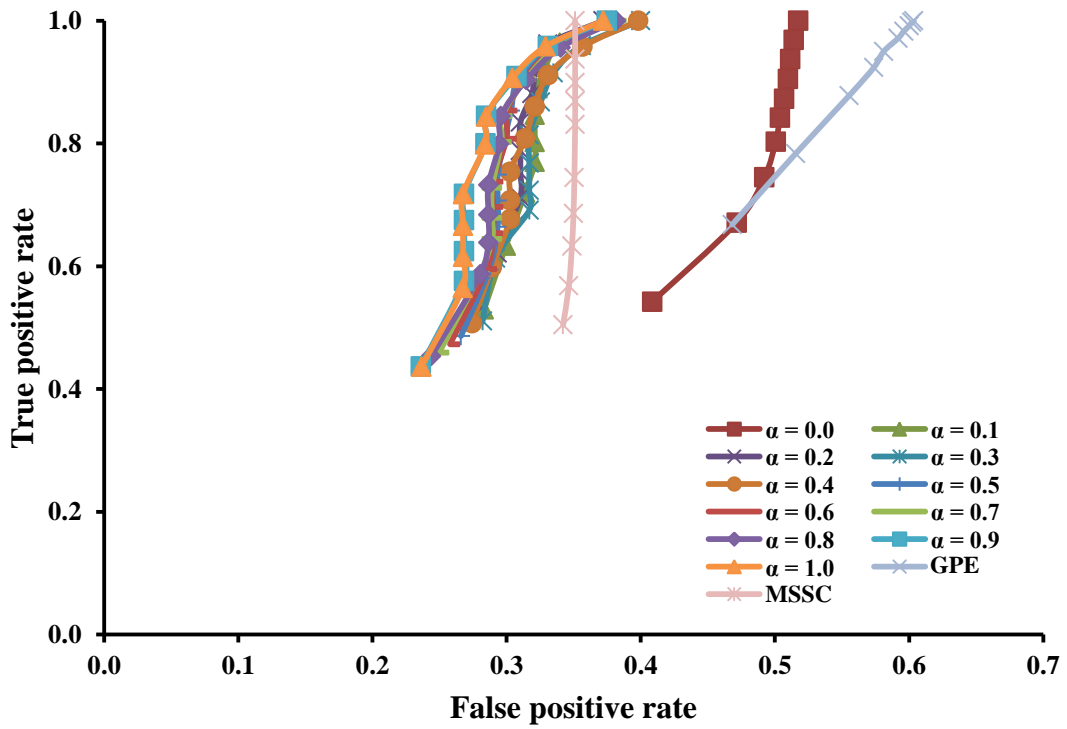 1.0
0.8
0.6
0.4
0.2
0.0
True positive rate
α = 0.0
α = 0.1
α = 0.2
α = 0.3
α = 0.4
α = 0.5
α = 0.6
α = 0.7
α = 0.8
α = 0.9
α = 1.0
GPE
MSSC
0.0 0.1 0.2 0.3 0.4 0.5 0.6 0.7
False positive rate